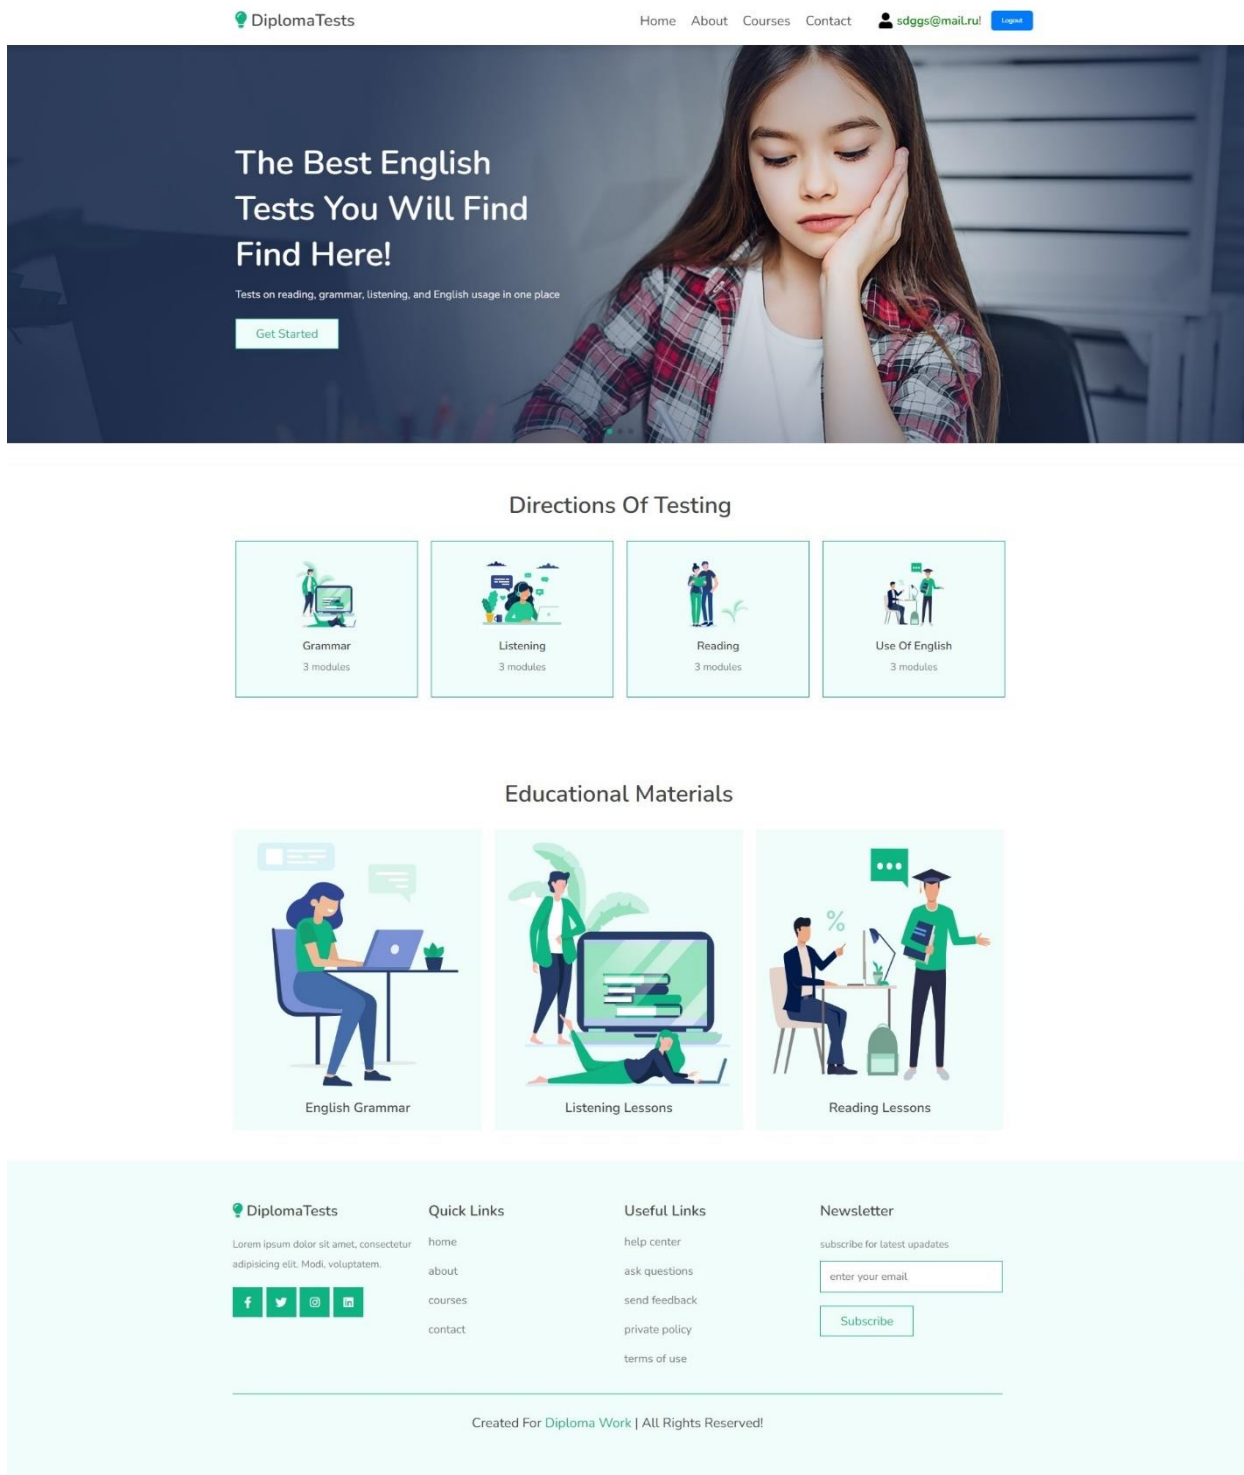 DiplomaTests
Home About Courses Contact sdggs@mail.ru! Logout
The Best English
Tests You Will Find
Find Here!
Tests on reading, grammar, listening, and English usage in one place
Get Started
Directions Of Testing
Grammar
3 modules
Listening
3 modules
Reading
3 modules
Use Of English
3 modules
Educational Materials
English Grammar
Listening Lessons
Reading Lessons
DiplomaTests
Lorem ipsum dolor sit amet, consectetur
adipisicing elit. Modi, voluptatem.
Quick Links
home
about
courses
contact
Useful Links
help center
ask questions
send feedback
private policy
terms of use
Newsletter
subscribe for latest upadates
enter your email
Subscribe
Created For Diploma Work | All Rights Reserved!